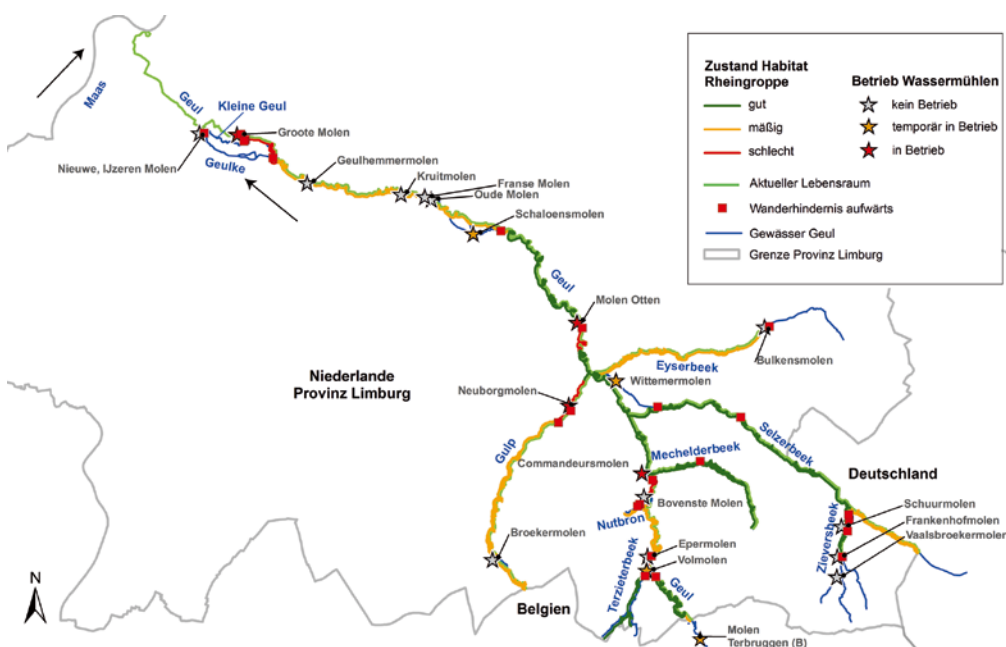 Zustand Habitat
Rheingruppe
gut
mäßig
schlecht
Betrieb Wassermühlen
kein Betrieb
temporär in Betrieb
in Betrieb
Aktueller Lebensraum
Wanderhindernis aufwärts
Gewässer Geul
Grenze Provinz Limburg
Maas
Geul
Kleine Geul
Groote Molen
Nieuwe, IJzeren Molen
Geulke
Geulhemmermolen
Kruitmolen
Franse Molen
Oude Molen
Schaloensmolen
Geul
Molen Otten
Bulkensmolen
Eyserbeek
Wittemermolen
Niederlande
Provinz Limburg
Neuborgmolen
Gulp
Selzerbeek
Mechelderbeek
Commandeursmolen
Deutschland
Bovenste Molen
Nutbron
Schuurmolen
Frankenhofmolen
Vaalsbroekermolen
Zieversbeek
Broekermolen
Epermolen
Volmolen
Terzieterbeek
Geul
Belgien
N
Molen
Terbruggen (B)